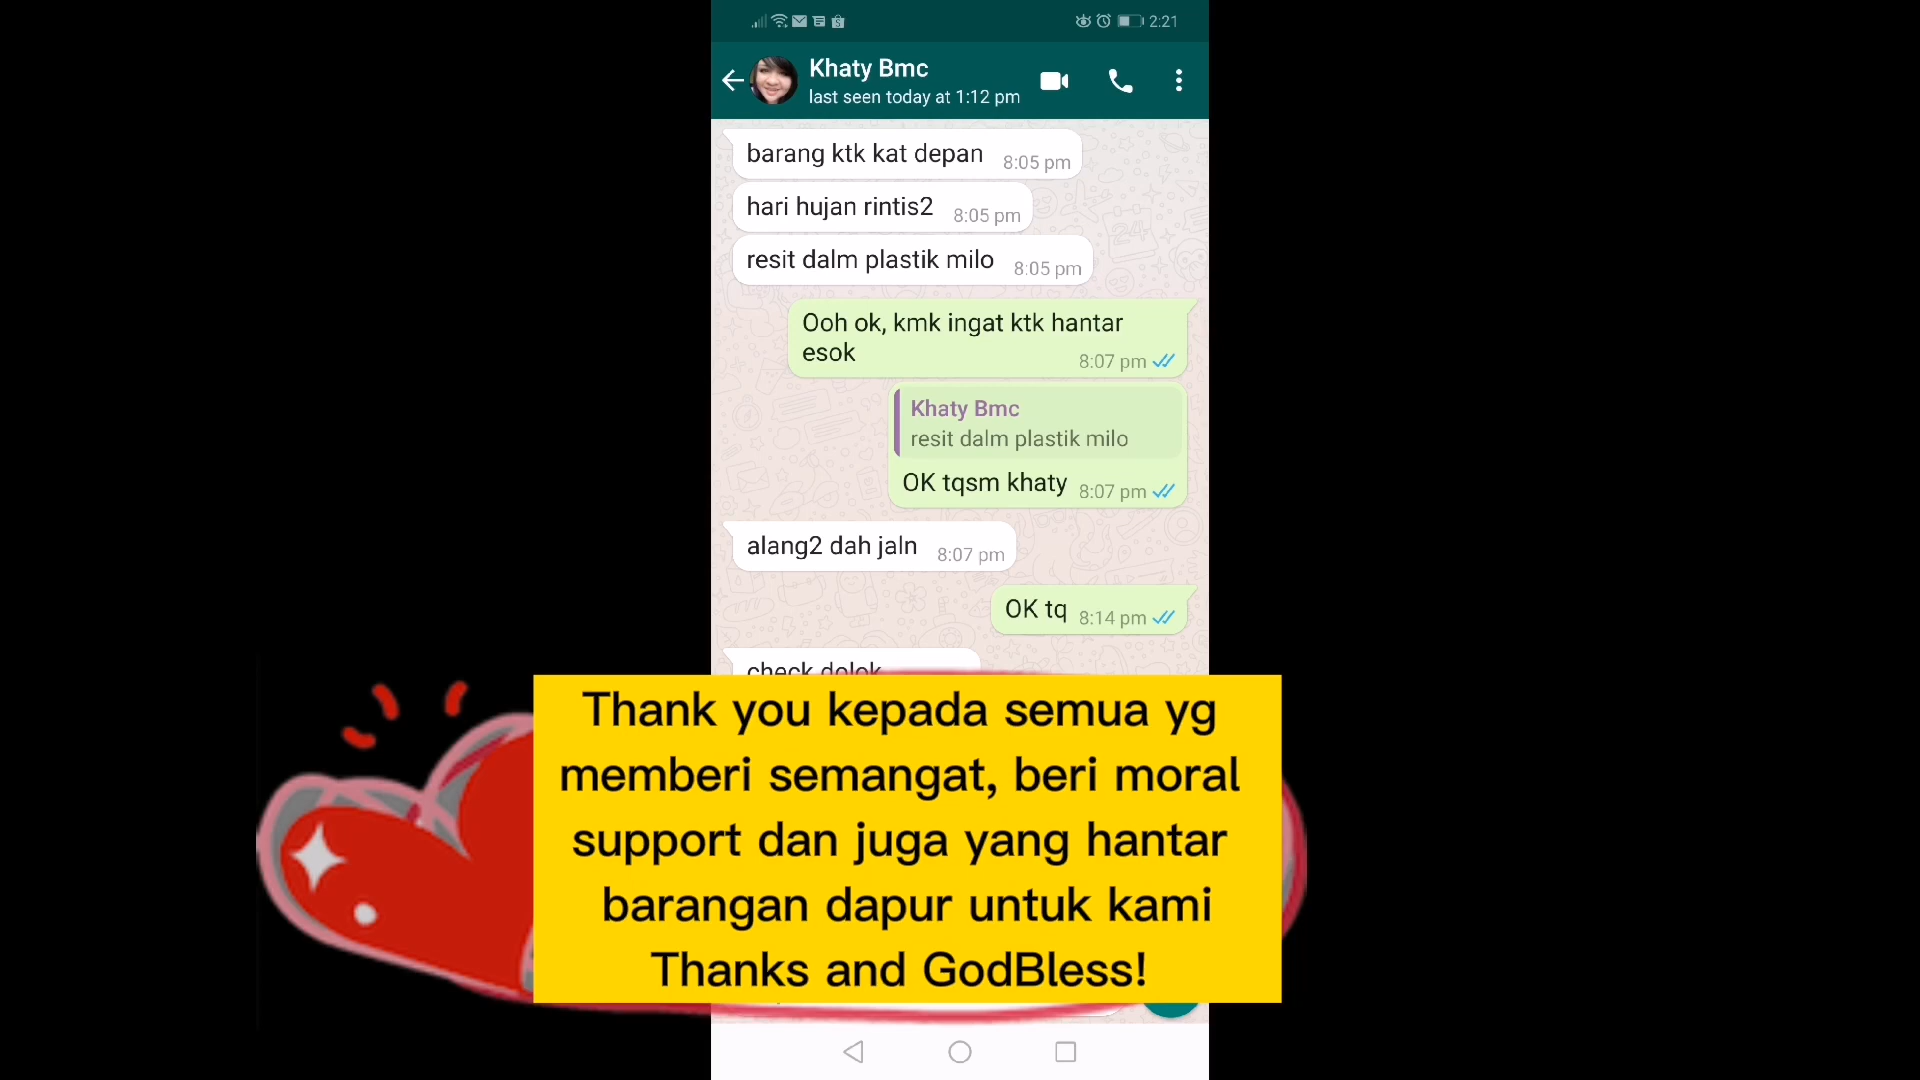 2:21
Khaty Bmc
last seen today at 1:12 pm
barang ktk kat depan 8:05 pm
hari hujan rintis2 8:05 pm
resit dalm plastik milo 8:05 pm
Ooh ok, kmk ingat ktk hantar
esok 8:07 pm
Khaty Bmc
resit dalm plastik milo
OK tqsm khaty 8:07 pm
alang2 dah jaln 8:07 pm
OK tq 8:14 pm
check dolok
Thank you kepada semua yg
memberi semangat, beri moral
support dan juga yang hantar
barangan dapur untuk kami
Thanks and GodBless!